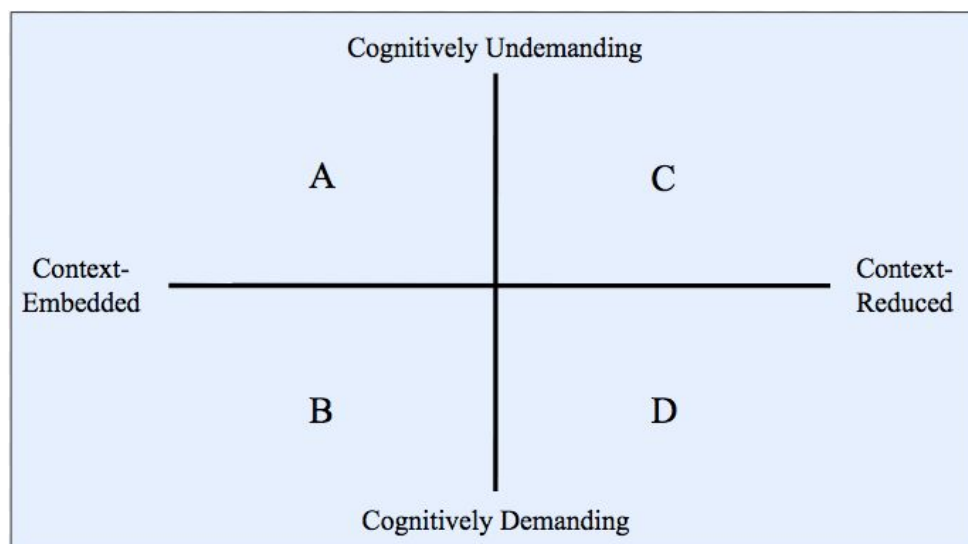 Cognitively Undemanding
A
C
Context-
Embedded
Context-
Reduced
B
D
Cognitively Demanding